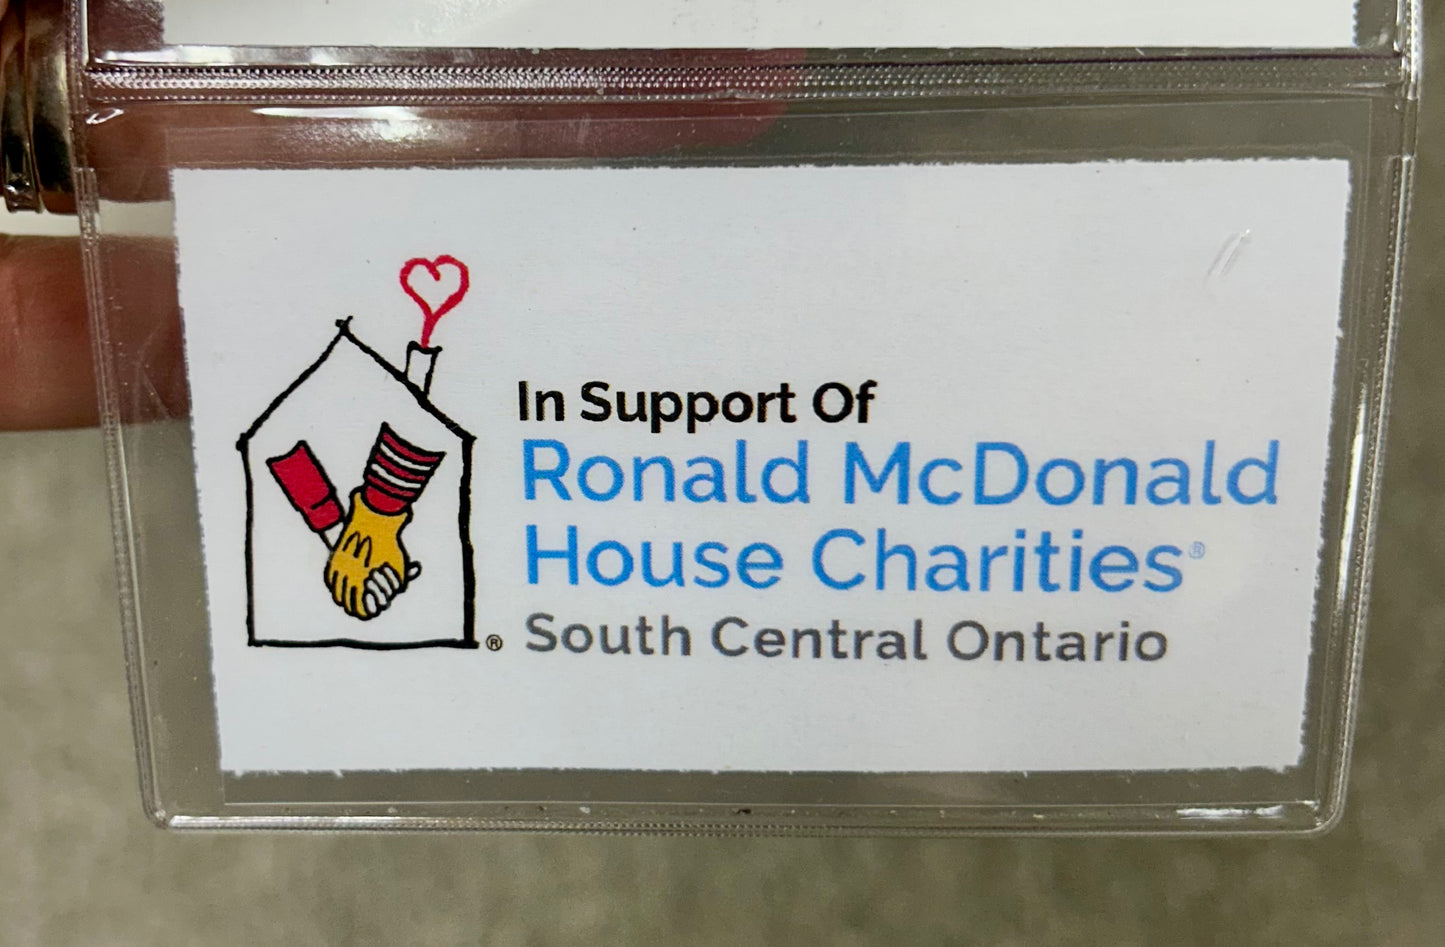 In Support Of
Ronald McDonald
House Charities®
® South Central Ontario